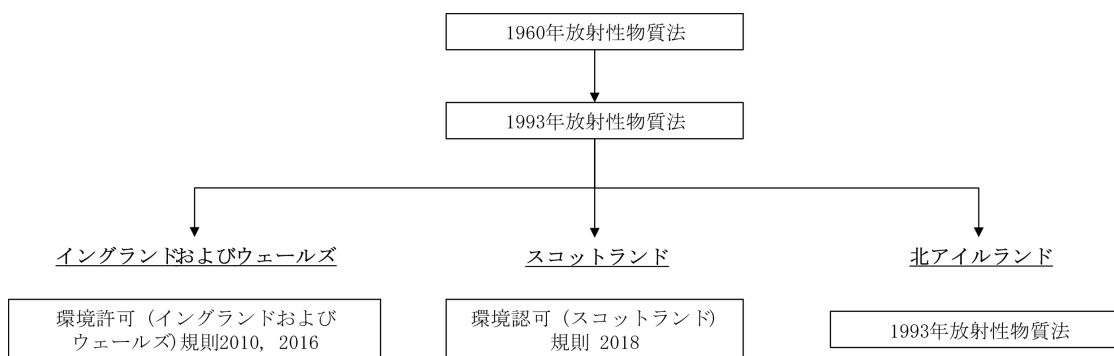 1960年放射性物質法
1993年放射性物質法
イングランドおよびウェールズ
スコットランド
北アイルランド
環境許可（イングランドおよび
ウェールズ）規則2010, 2016
環境認可（スコットランド）
規則 2018
1993年放射性物質法